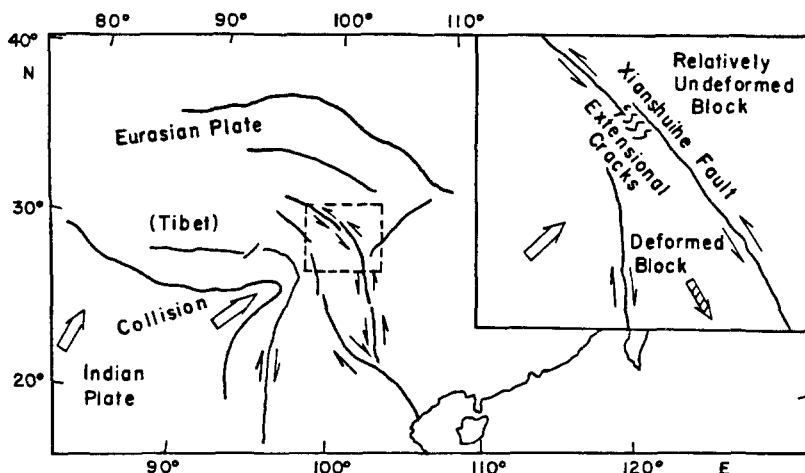 80° 90° 100° 110°
40°
N
30°
20°
Eurasian Plate
(Tibet)
Collision
Indian
Plate
90° 100° 110° 120° E
Relatively
Undeformed
Block
Xianshuihe Fault
Extensional
Cracks
Deformed
Block